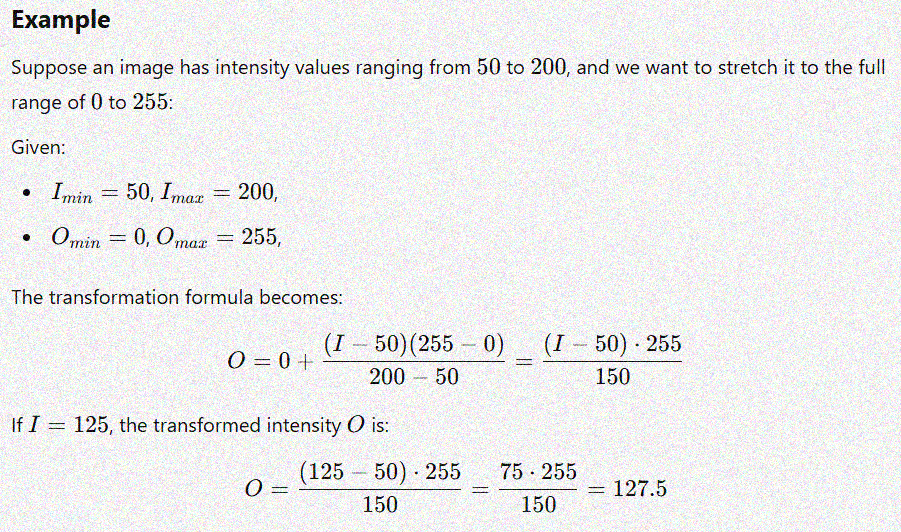 Example
Suppose an image has intensity values ranging from 50 to 200, and we want to stretch it to the full
range of 0 to 255:
Given:
• I_{min} = 50, I_{max} = 200,
• O_{min} = 0, O_{max} = 255,
The transformation formula becomes:
O = 0 + \frac{(I − 50)(255 − 0)}{200 − 50} = \frac{(I − 50) · 255}{150}
If I = 125, the transformed intensity O is:
O = \frac{(125 − 50) · 255}{150} = \frac{75 · 255}{150} = 127.5